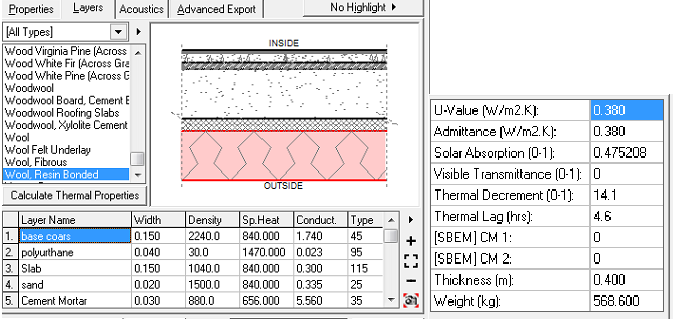 Properties Layers Acoustics Advanced Export No Highlight
[All Types]
Wood Virginia Pine (Across
Wood White Fir (Across Gra
Wood White Pine (Across G
Woodwool
Woodwool Board, Cement B
Woodwool Roofing Slabs
Woodwool, Xylolite Cement
Wool
Wool Felt Underlay
Wool, Fibrous
Wool, Resin Bonded
Calculate Thermal Properties
INSIDE
OUTSIDE
Layer Name Width Density Sp.Heat Conduct. Type
1. base coars 0.150 2240.0 840.000 1.740 45
2. polyurthane 0.040 30.0 1470.000 0.023 95
3. Slab 0.150 1040.0 840.000 0.300 115
4. sand 0.020 1500.0 840.000 0.335 25
5. Cement Mortar 0.030 880.0 656.000 5.560 35
U-Value (W/m2.K): 0.380
Admittance (W/m2.K): 0.380
Solar Absorption (0-1): 0.475208
Visible Transmittance (0-1): 0
Thermal Decrement (0-1): 14.1
Thermal Lag (hrs): 4.6
[SBEM] CM 1: 0
[SBEM] CM 2: 0
Thickness (m): 0.400
Weight (kg): 568.600